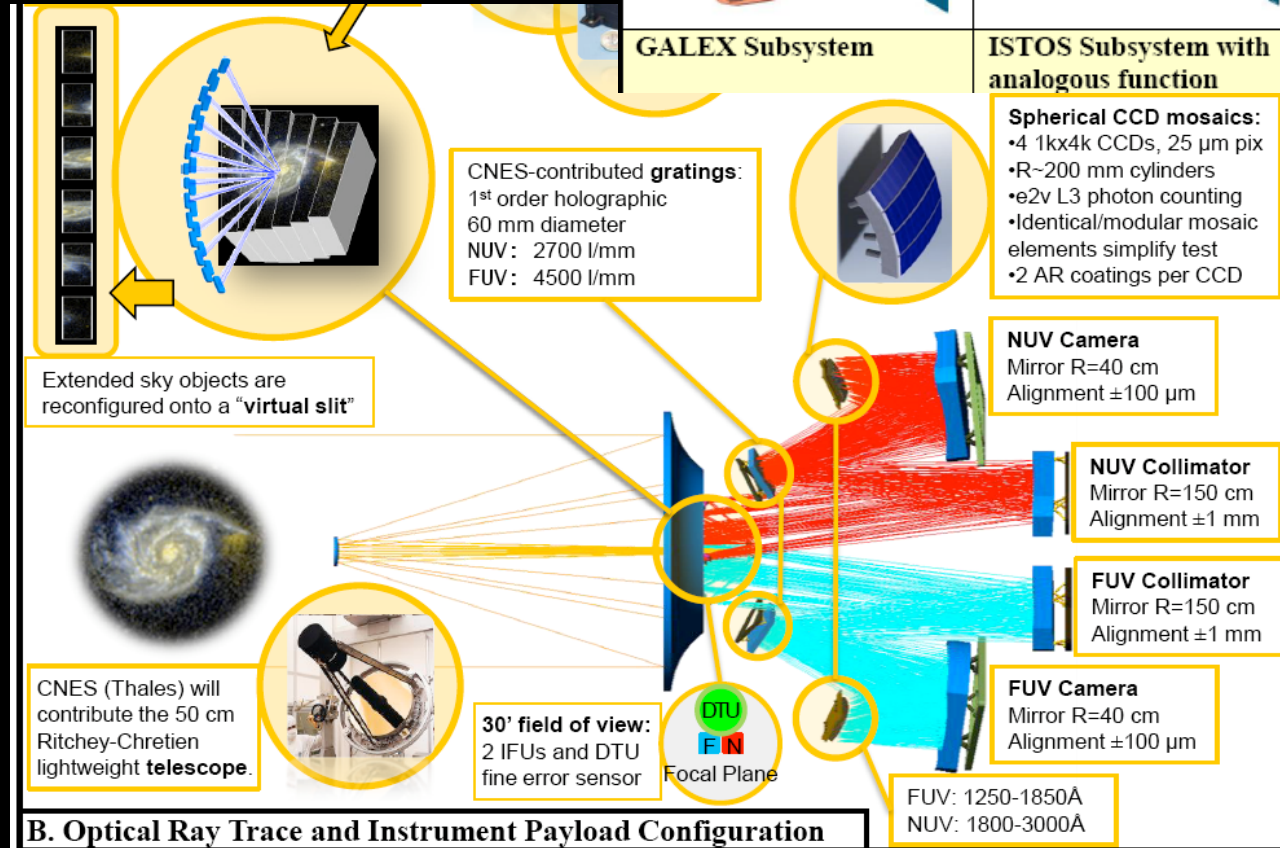 GALEX Subsystem
ISTOS Subsystem with
analogous function
Spherical CCD mosaics:
•4 1kx4k CCDs, 25 µm pix
•R~200 mm cylinders
•e2v L3 photon counting
•Identical/modular mosaic
elements simplify test
•2 AR coatings per CCD
CNES-contributed gratings:
1st order holographic
60 mm diameter
NUV: 2700 l/mm
FUV: 4500 l/mm
Extended sky objects are
reconfigured onto a “virtual slit”
NUV Camera
Mirror R=40 cm
Alignment ±100 µm
NUV Collimator
Mirror R=150 cm
Alignment ±1 mm
FUV Collimator
Mirror R=150 cm
Alignment ±1 mm
FUV Camera
Mirror R=40 cm
Alignment ±100 µm
CNES (Thales) will
contribute the 50 cm
Ritchey-Chretien
lightweight telescope.
30’ field of view:
2 IFUs and DTU
fine error sensor
DTU
F N
Focal Plane
FUV: 1250-1850Å
NUV: 1800-3000Å
B. Optical Ray Trace and Instrument Payload Configuration